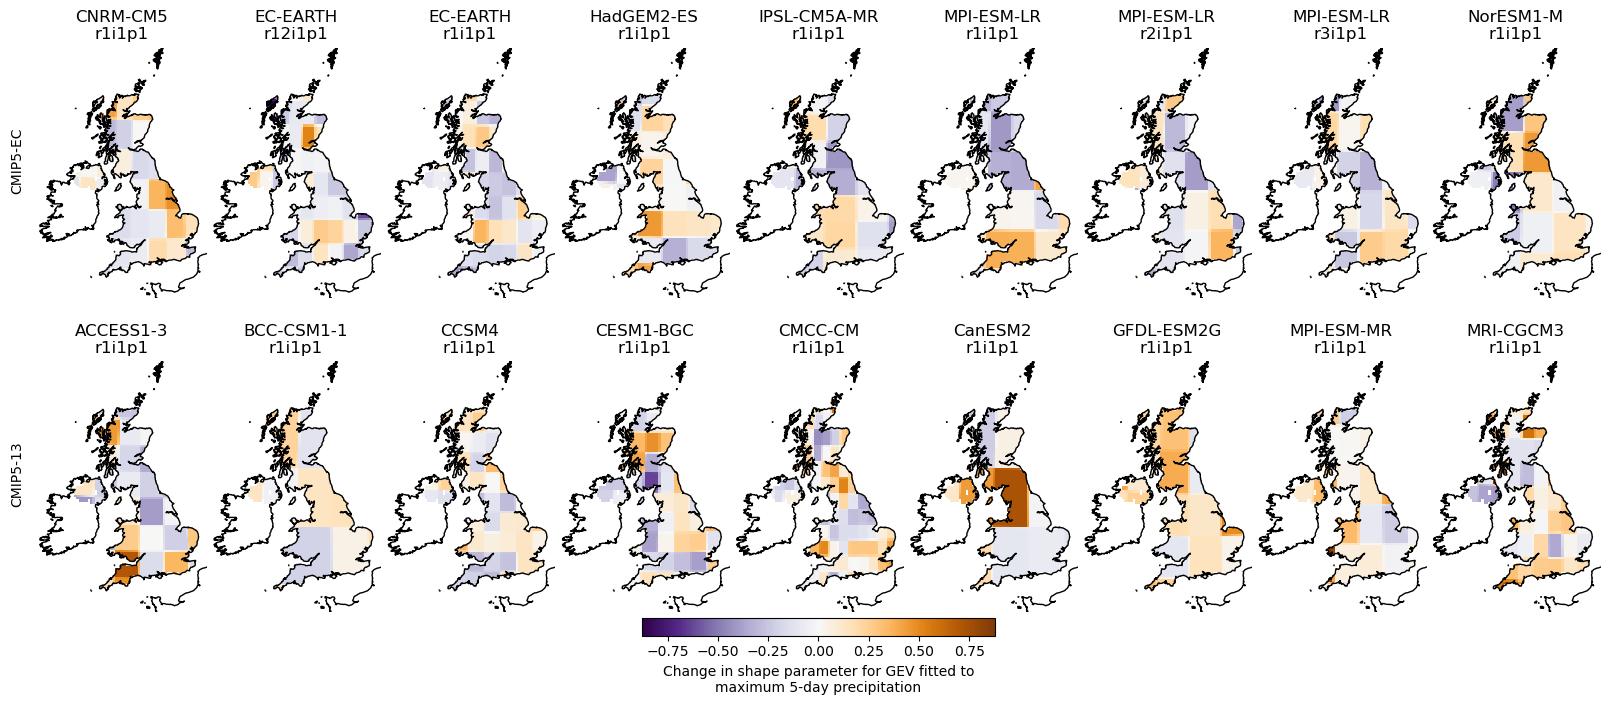 CNRM-CM5
r1i1p1
EC-EARTH
r12i1p1
EC-EARTH
r1i1p1
HadGEM2-ES
r1i1p1
IPSL-CM5A-MR
r1i1p1
MPI-ESM-LR
r1i1p1
MPI-ESM-LR
r2i1p1
MPI-ESM-LR
r3i1p1
NorESM1-M
r1i1p1
CMIP5-EC
ACCESS1-3
r1i1p1
BCC-CSM1-1
r1i1p1
CCSM4
r1i1p1
CESM1-BGC
r1i1p1
CMCC-CM
r1i1p1
CanESM2
r1i1p1
GFDL-ESM2G
r1i1p1
MPI-ESM-MR
r1i1p1
MRI-CGCM3
r1i1p1
CMIP5-13
−0.75 −0.50 −0.25 0.00 0.25 0.50 0.75
Change in shape parameter for GEV fitted to
maximum 5-day precipitation